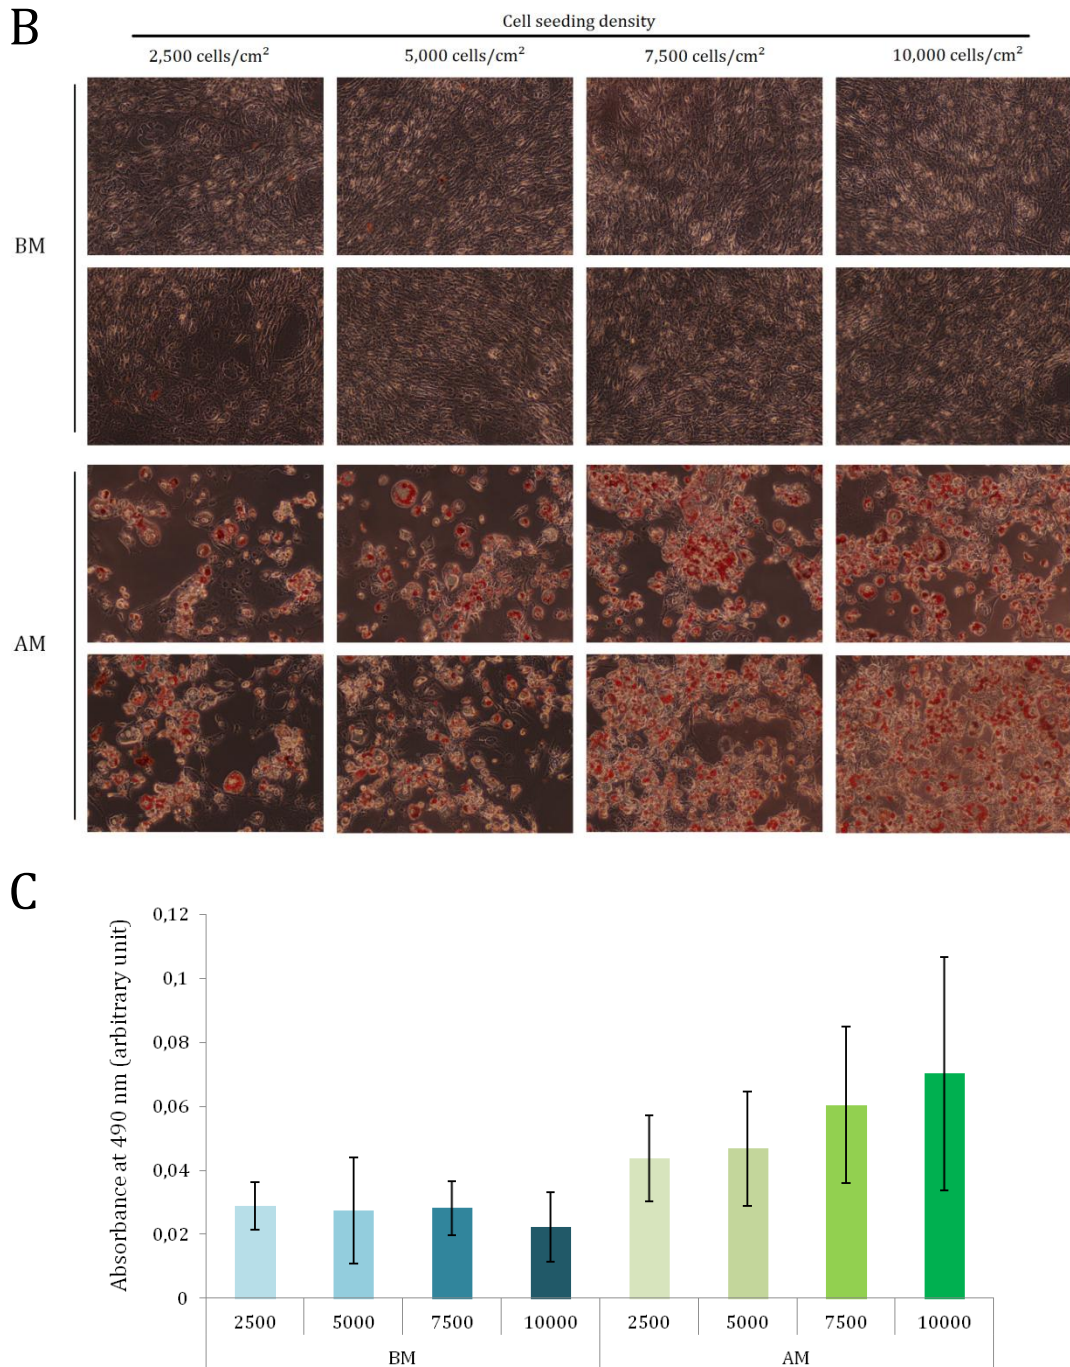 B
Cell seeding density
2,500 cells/cm²
5,000 cells/cm²
7,500 cells/cm²
10,000 cells/cm²
BM
AM
C
Absorbance at 490 nm (arbitrary unit)
0,12
0,1
0,08
0,06
0,04
0,02
0
2500
5000
7500
10000
2500
5000
7500
10000
BM
AM